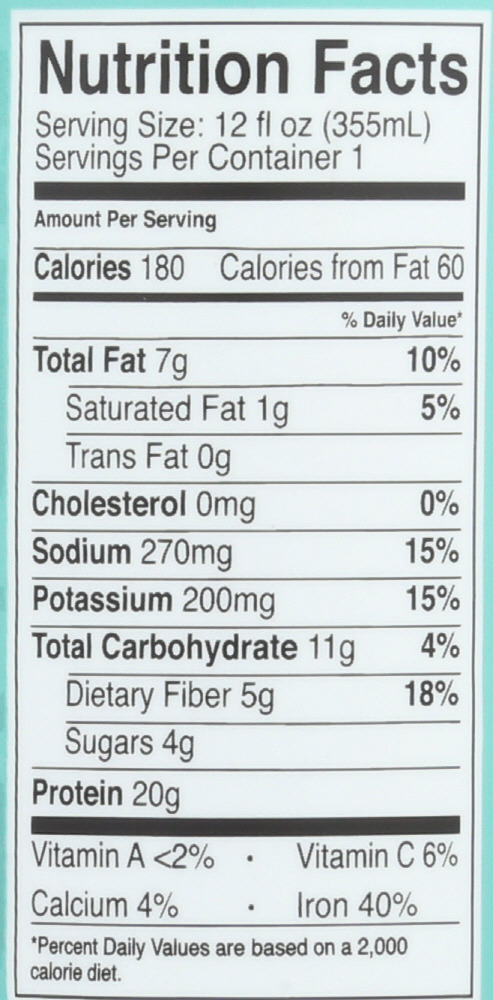 Nutrition Facts
Serving Size: 12 fl oz (355mL)
Servings Per Container 1
Amount Per Serving
Calories 180 Calories from Fat 60
% Daily Value*
Total Fat 7g 10%
Saturated Fat 1g 5%
Trans Fat 0g
Cholesterol 0mg 0%
Sodium 270mg 15%
Potassium 200mg 15%
Total Carbohydrate 11g 4%
Dietary Fiber 5g 18%
Sugars 4g
Protein 20g
Vitamin A <2% • Vitamin C 6%
Calcium 4% • Iron 40%
*Percent Daily Values are based on a 2,000
calorie diet.